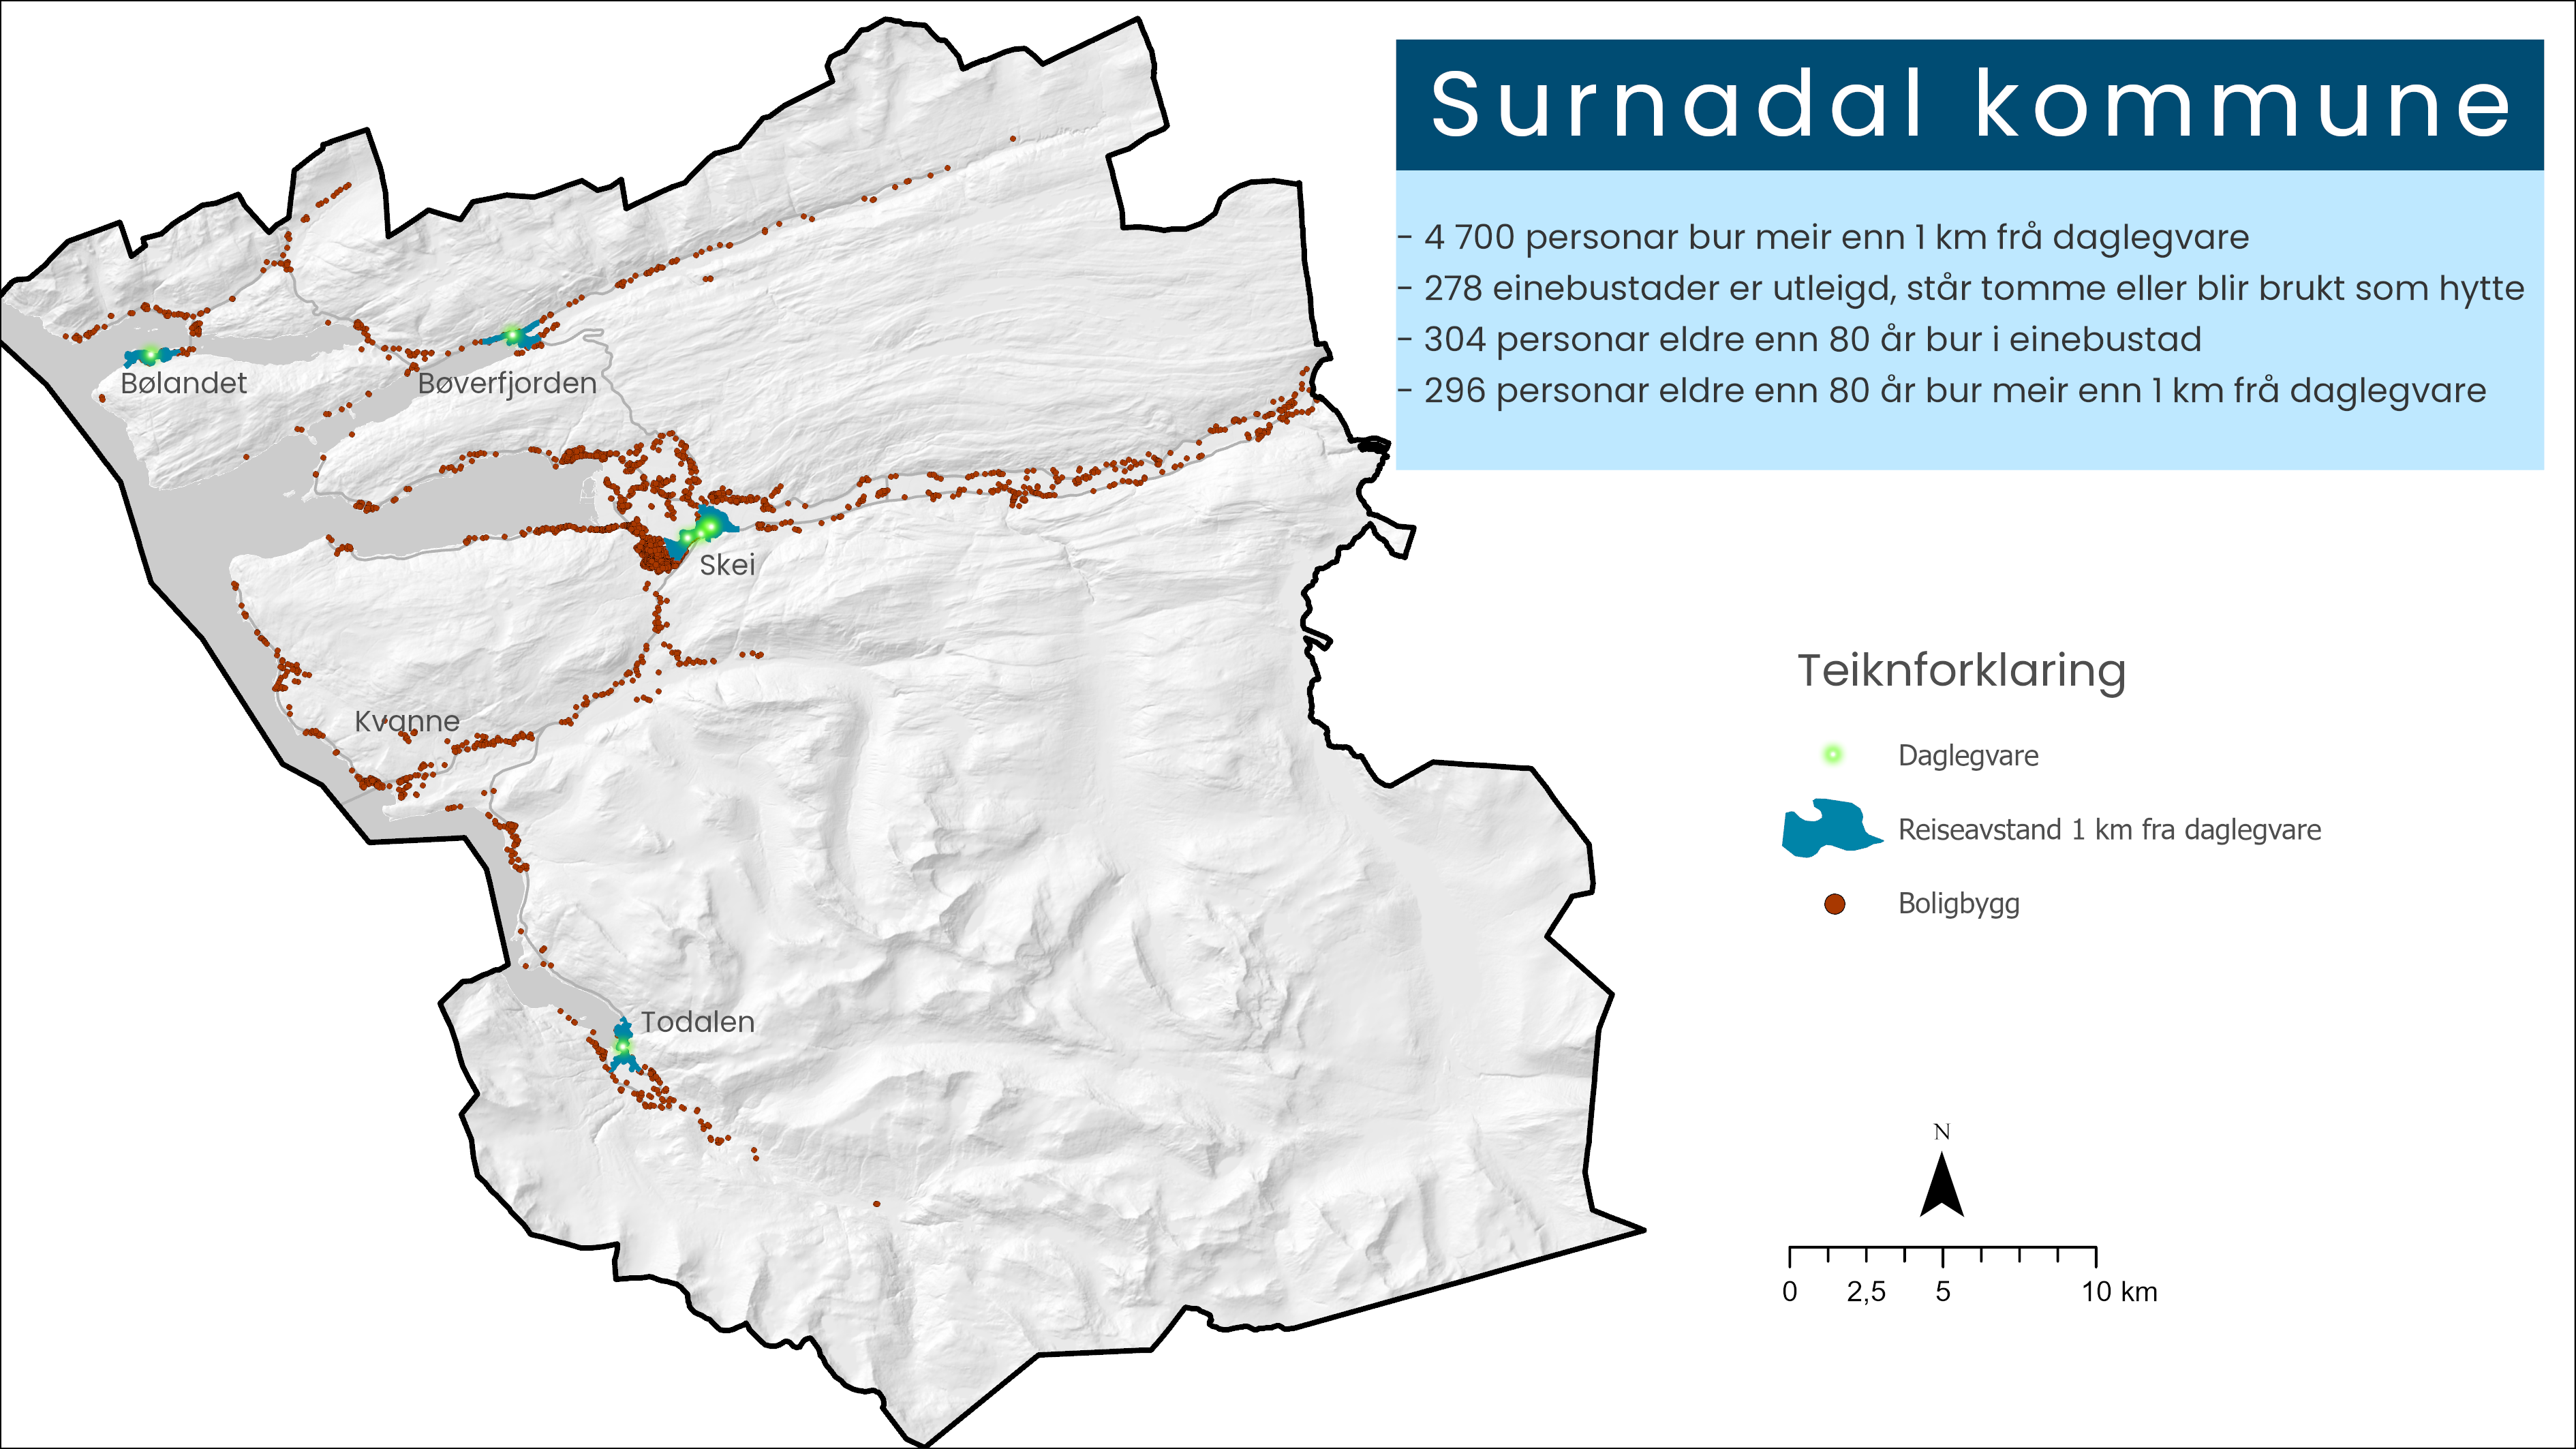 Surnadal kommune
- 4 700 personar bur meir enn 1 km frå daglegvare
- 278 einebustader er utleigd, står tomme eller blir brukt som hytte
- 304 personar eldre enn 80 år bur i einebustad
- 296 personar eldre enn 80 år bur meir enn 1 km frå daglegvare
Bølandet
Bøverfjorden
Skei
Kvanne
Todalen
Teiknforklaring
Daglegvare
Reiseavstand 1 km fra daglegvare
Boligbygg
N
0 2,5 5 10 km